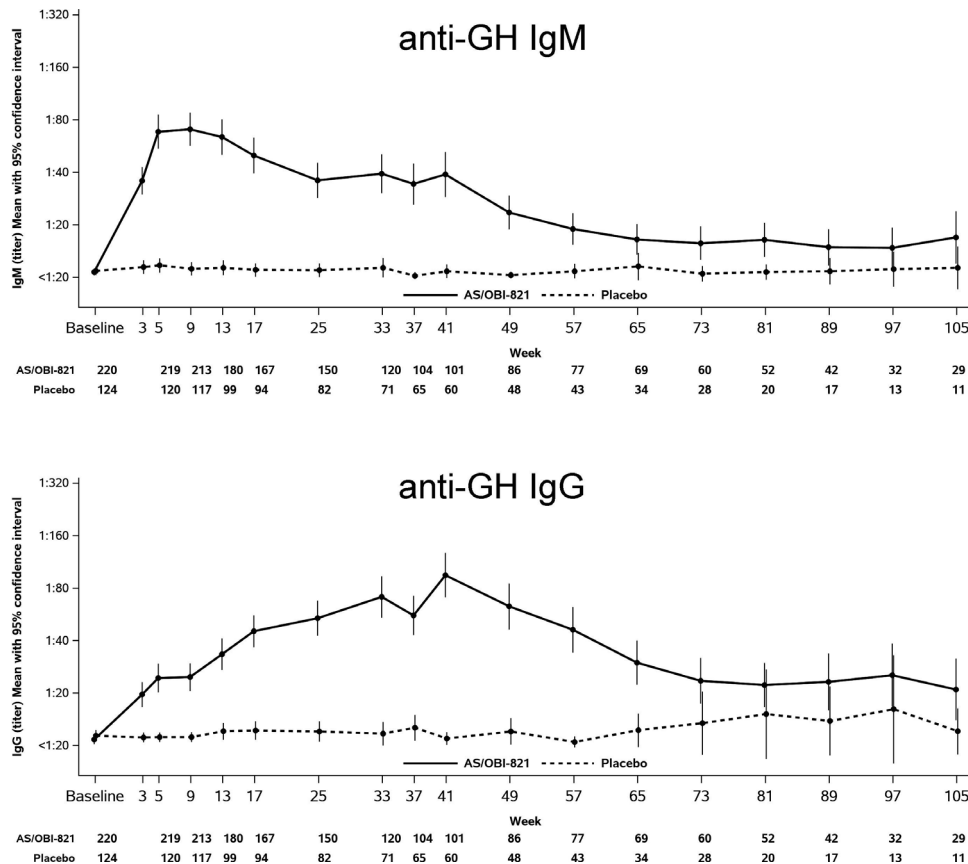 anti-GH IgM
IgM (titer) Mean with 95% confidence interval
1:320
1:160
1:80
1:40
1:20
<1:20
AS/OBI-821 Placebo
Baseline 3 5 9 13 17 25 33 37 41 49 57 65 73 81 89 97 105
Week
AS/OBI-821 220 219 213 180 167 150 120 104 101 86 77 69 60 52 42 32 29
Placebo 124 120 117 99 94 82 71 65 60 48 43 34 28 20 17 13 11
anti-GH IgG
IgG (titer) Mean with 95% confidence interval
1:320
1:160
1:80
1:40
1:20
<1:20
AS/OBI-821 Placebo
Baseline 3 5 9 13 17 25 33 37 41 49 57 65 73 81 89 97 105
Week
AS/OBI-821 220 219 213 180 167 150 120 104 101 86 77 69 60 52 42 32 29
Placebo 124 120 117 99 94 82 71 65 60 48 43 34 28 20 17 13 11